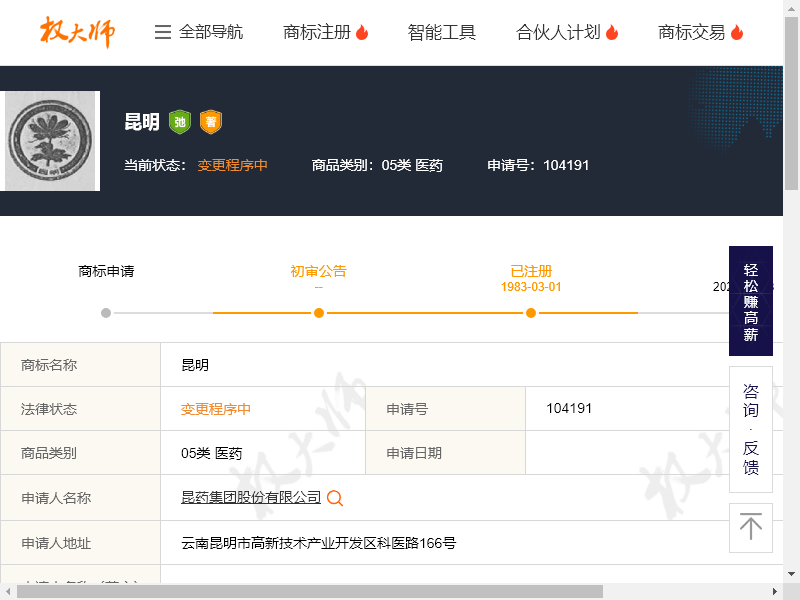 权大师
全部导航
商标注册
智能工具
合伙人计划
商标交易
昆明
驰
著
当前状态： 变更程序中
商品类别：05类 医药
申请号：104191
商标申请
初审公告
--
已注册
1983-03-01
轻松赚高薪
商标名称 昆明
法律状态 变更程序中 申请号 104191
商品类别 05类 医药 申请日期
申请人名称 昆药集团股份有限公司
申请人地址 云南昆明市高新技术产业开发区科医路166号
咨询·反馈
权大师